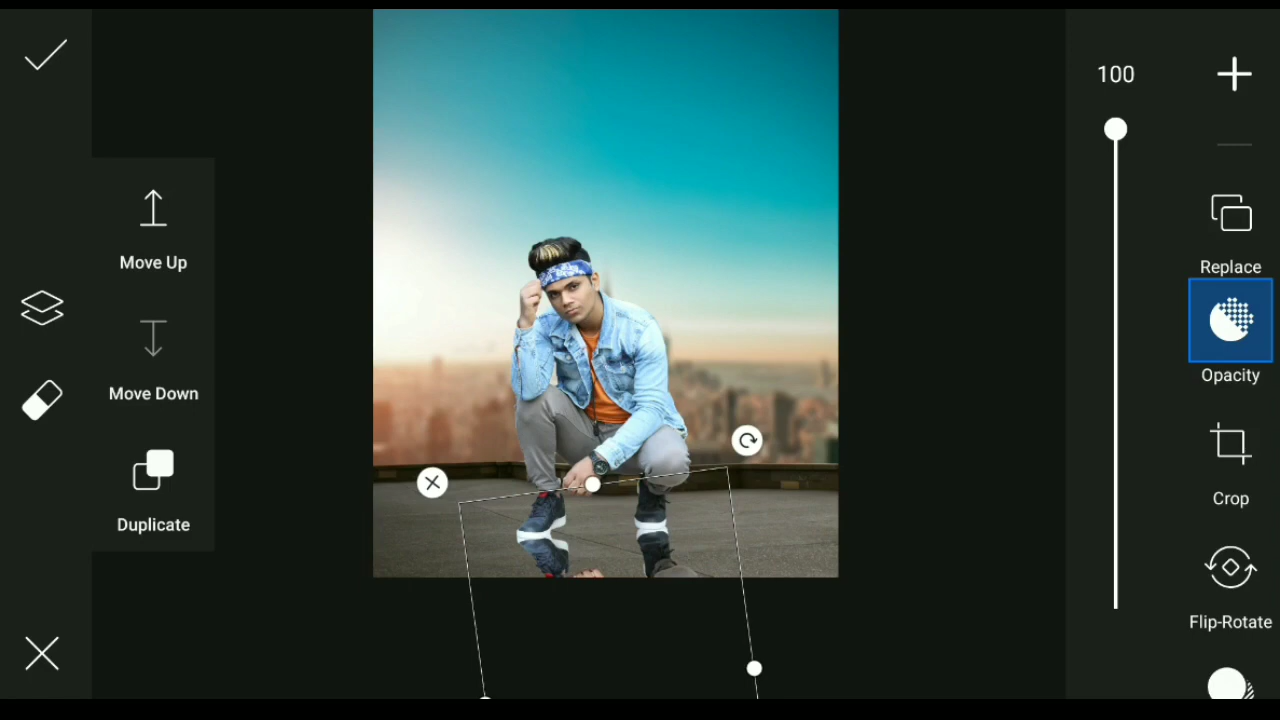 Move Up
Move Down
Duplicate
100
Replace
Opacity
Crop
Flip-Rotate